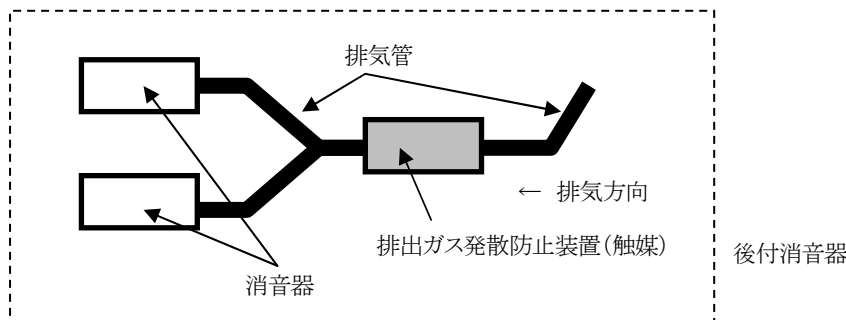 排気管
← 排気方向
排出ガス発散防止装置(触媒)
後付消音器
消音器